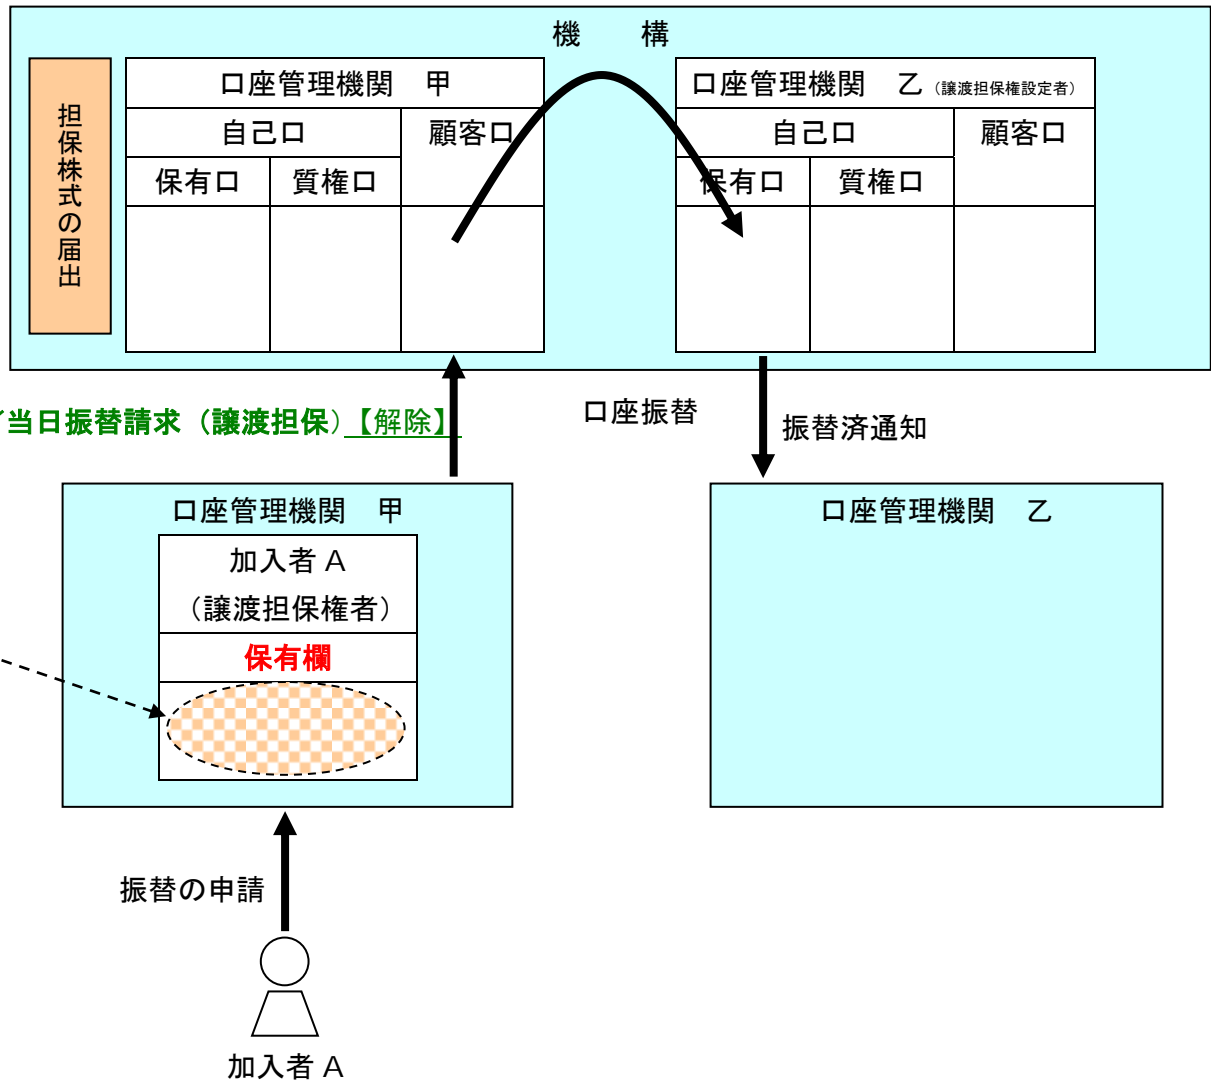 機 構
担保株式の届出
口座管理機関 甲
自己口 顧客口
保有口 質権口
口座管理機関 乙（譲渡担保権設定者）
自己口 顧客口
保有口 質権口
当日振替請求（譲渡担保）【解除】
口座振替
振替済通知
口座管理機関 甲
加入者 A
（譲渡担保権者）
保有欄
口座管理機関 乙
振替の申請
加入者 A